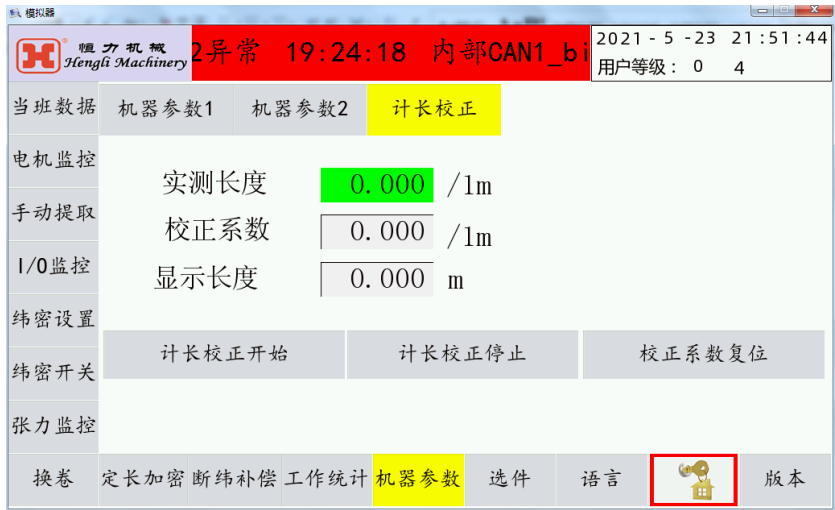 模拟器
恒力机械
Hengli Machinery
2异常 19:24:18 内部CAN1_bi
2021-5-23 21:51:44
用户等级: 0 4
当班数据 机器参数1 机器参数2 计长校正
电机监控
手动提取
I/O监控
纬密设置
纬密开关
张力监控
实测长度 0.000 /1m
校正系数 0.000 /1m
显示长度 0.000 m
计长校正开始 计长校正停止 校正系数复位
换卷 定长加密 断纬补偿 工作统计 机器参数 选件 语言 版本